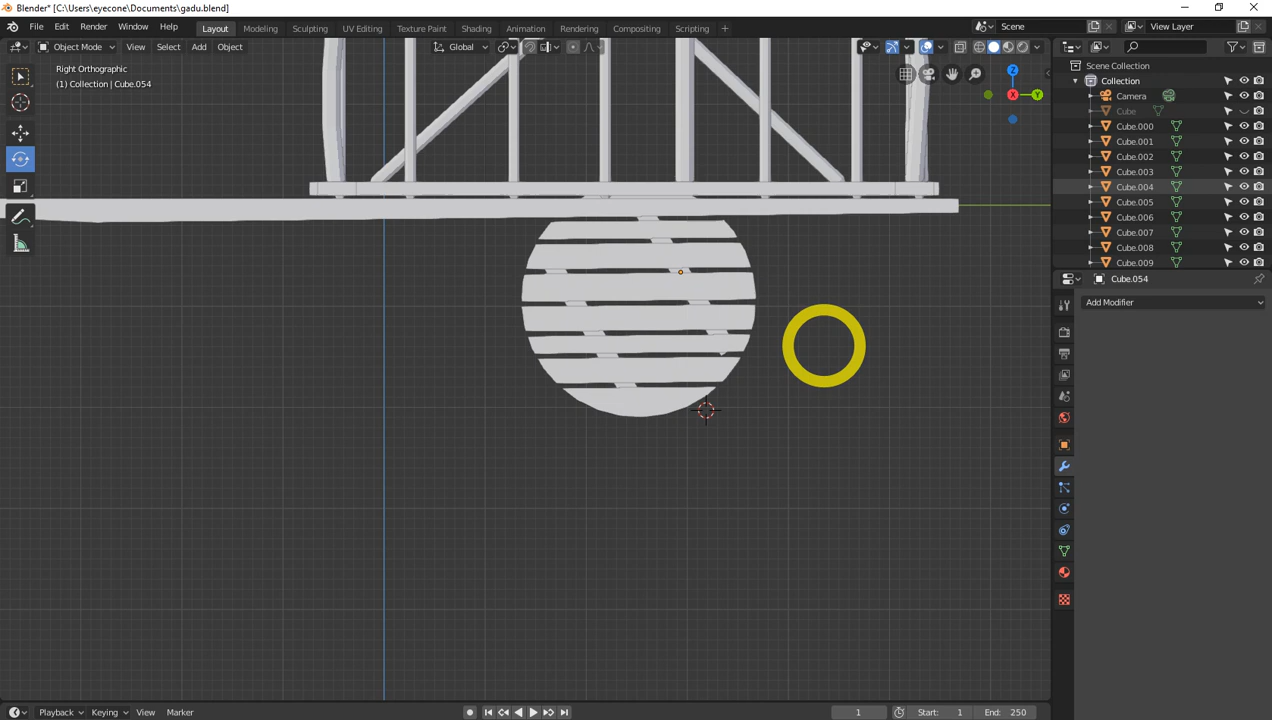 Blender* [C:\Users\eyecone\Documents\gadu.blend]
File Edit Render Window Help Layout Modeling Sculpting UV Editing Texture Paint Shading Animation Rendering Compositing Scripting + Scene View Layer
Object Mode View Select Add Object Global
Right Orthographic
(1) Collection | Cube.054
Z
X
Y
Scene Collection
Collection
Camera
Cube
Cube.000
Cube.001
Cube.002
Cube.003
Cube.004
Cube.005
Cube.006
Cube.007
Cube.008
Cube.009
Cube.054
Add Modifier
Playback Keying View Marker 1 Start: 1 End: 250